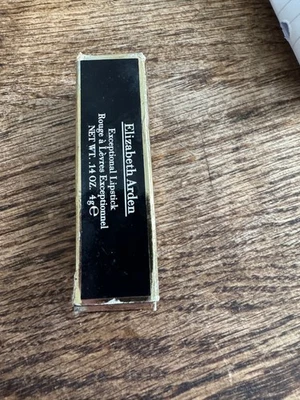 Elizabeth Arden
Exceptional Lipstick
Rouge à Lèvres Exceptionnel
NET WT. .14 OZ. 4g℮